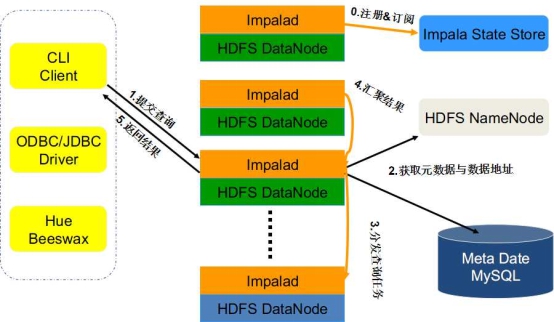 Impalad
HDFS DataNode
0.注册&订阅
Impala State Store
CLI
Client
1.提交查询
5.返回结果
Impalad
HDFS DataNode
4.汇聚结果
HDFS NameNode
ODBC/JDBC
Driver
Impalad
HDFS DataNode
2.获取元数据与数据地址
Hue
Beeswax
3.分发查询任务
Meta Date
MySQL
Impalad
HDFS DataNode